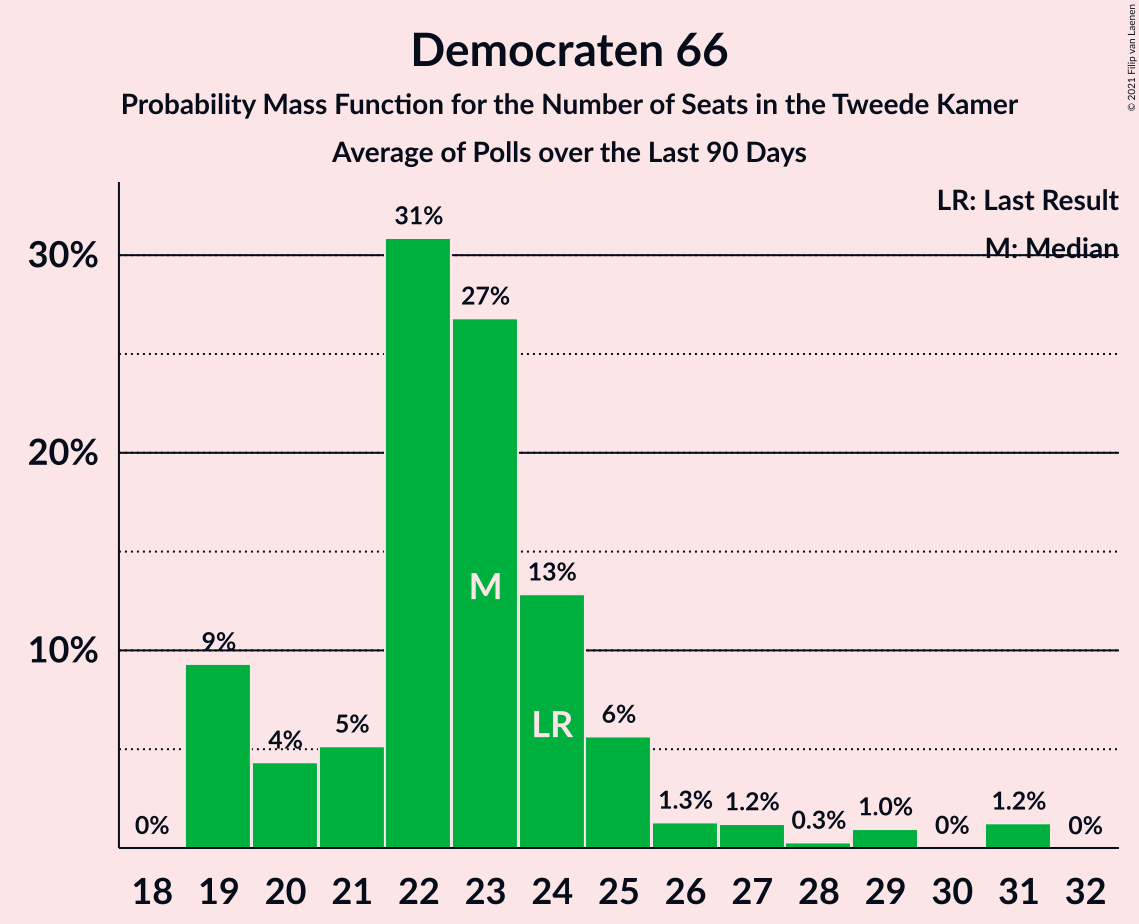 Democraten 66
Probability Mass Function for the Number of Seats in the Tweede Kamer
Average of Polls over the Last 90 Days
© 2021 Filip van Laenen
LR: Last Result
M: Median
30%
20%
10%
0%
9%
4%
5%
31%
27%
13%
6%
1.3%
1.2%
0.3%
1.0%
0%
1.2%
0%
M
LR
18 19 20 21 22 23 24 25 26 27 28 29 30 31 32